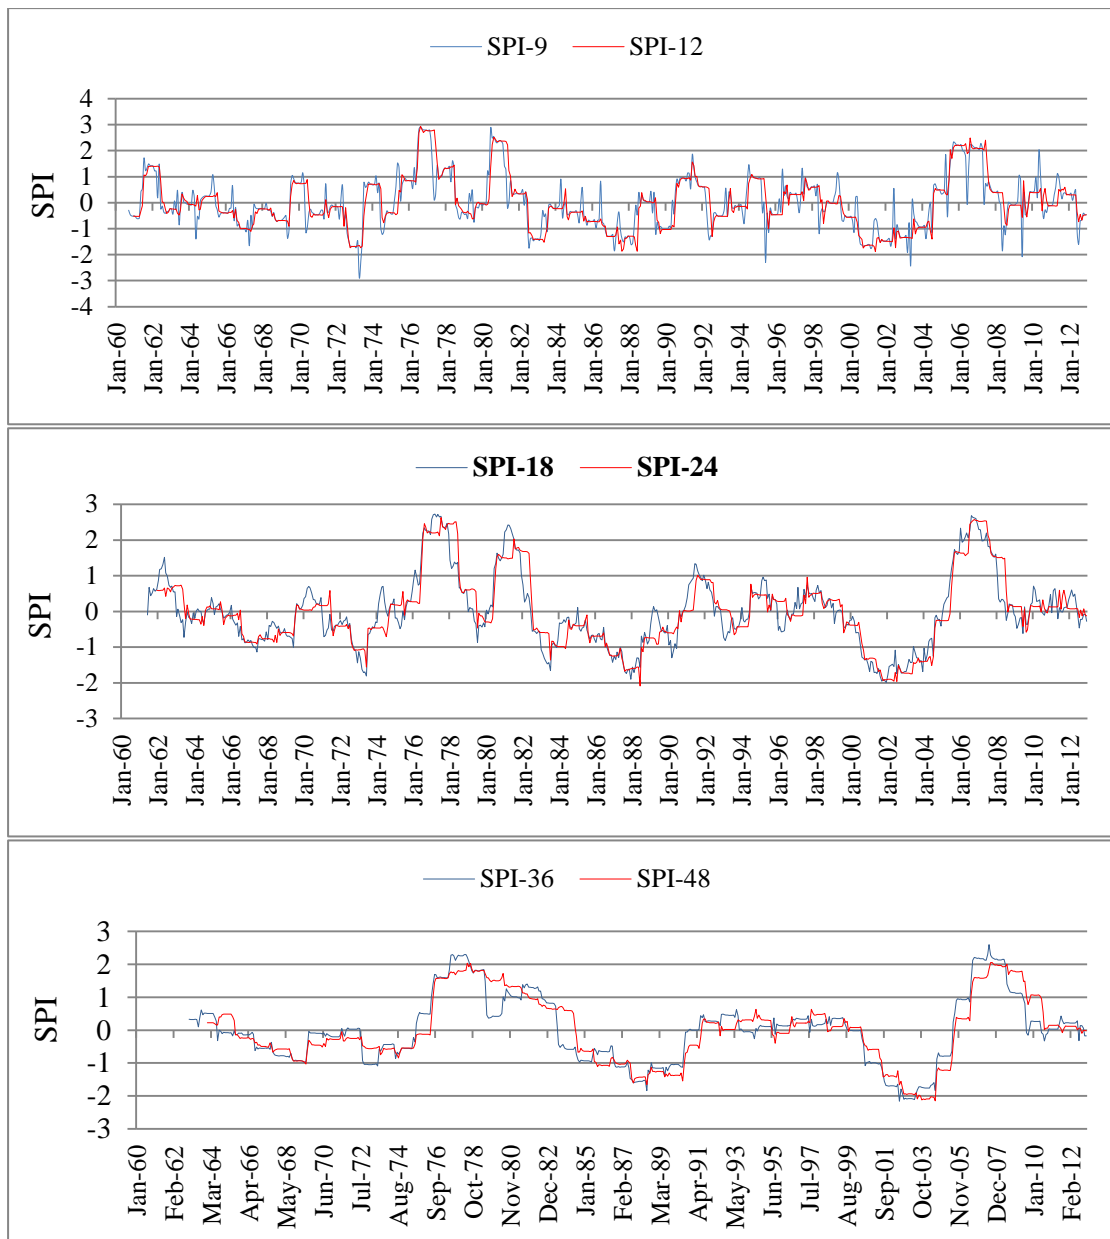 SPI-9 SPI-12
4
3
2
1
0
-1
-2
-3
-4
SPI
Jan-60 Jan-62 Jan-64 Jan-66 Jan-68 Jan-70 Jan-72 Jan-74 Jan-76 Jan-78 Jan-80 Jan-82 Jan-84 Jan-86 Jan-88 Jan-90 Jan-92 Jan-94 Jan-96 Jan-98 Jan-00 Jan-02 Jan-04 Jan-06 Jan-08 Jan-10 Jan-12
SPI-18 SPI-24
3
2
1
0
-1
-2
-3
SPI
Jan-60 Jan-62 Jan-64 Jan-66 Jan-68 Jan-70 Jan-72 Jan-74 Jan-76 Jan-78 Jan-80 Jan-82 Jan-84 Jan-86 Jan-88 Jan-90 Jan-92 Jan-94 Jan-96 Jan-98 Jan-00 Jan-02 Jan-04 Jan-06 Jan-08 Jan-10 Jan-12
SPI-36 SPI-48
3
2
1
0
-1
-2
-3
SPI
Jan-60 Feb-62 Mar-64 Apr-66 May-68 Jun-70 Jul-72 Aug-74 Sep-76 Oct-78 Nov-80 Dec-82 Jan-85 Feb-87 Mar-89 Apr-91 May-93 Jun-95 Jul-97 Aug-99 Sep-01 Oct-03 Nov-05 Dec-07 Jan-10 Feb-12